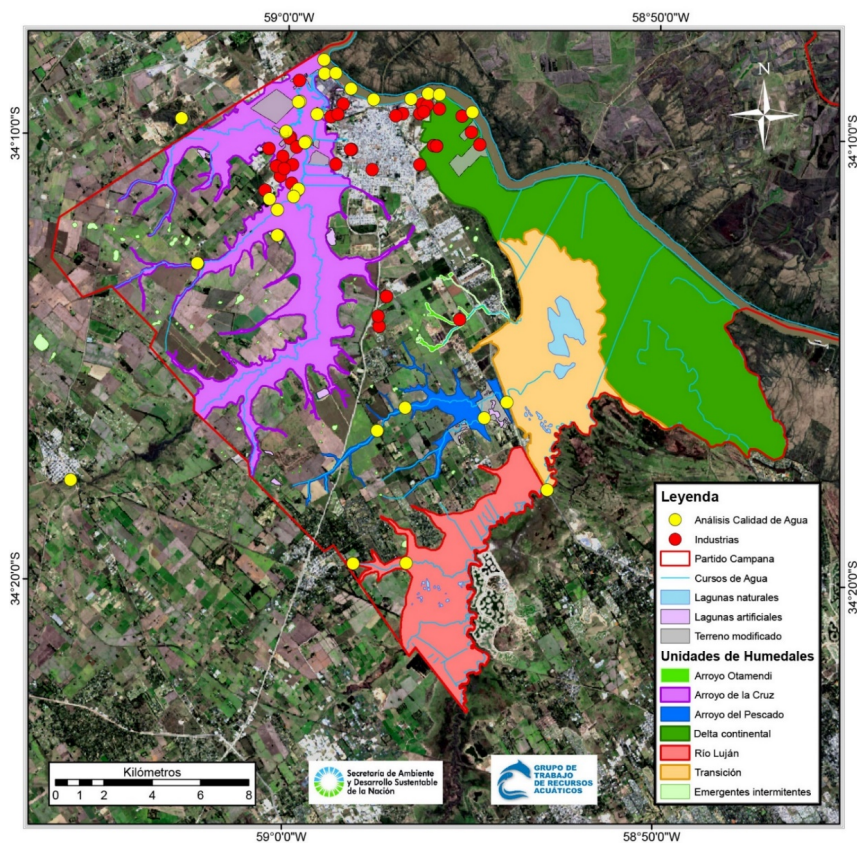 59°0'0"W
58°50'0"W
N
34°10'0"S
34°10'0"S
34°20'0"S
34°20'0"S
Leyenda
Análisis Calidad de Agua
Industrias
Partido Campana
Cursos de Agua
Lagunas naturales
Lagunas artificiales
Terreno modificado
Unidades de Humedales
Arroyo Otamendi
Arroyo de la Cruz
Arroyo del Pescado
Delta continental
Río Luján
Transición
Emergentes intermitentes
Kilómetros
0 1 2 4 6 8
Secretaría de Ambiente
y Desarrollo Sustentable
de la Nación
GRUPO DE
TRABAJO
DE RECURSOS
ACUÁTICOS
59°0'0"W
58°50'0"W